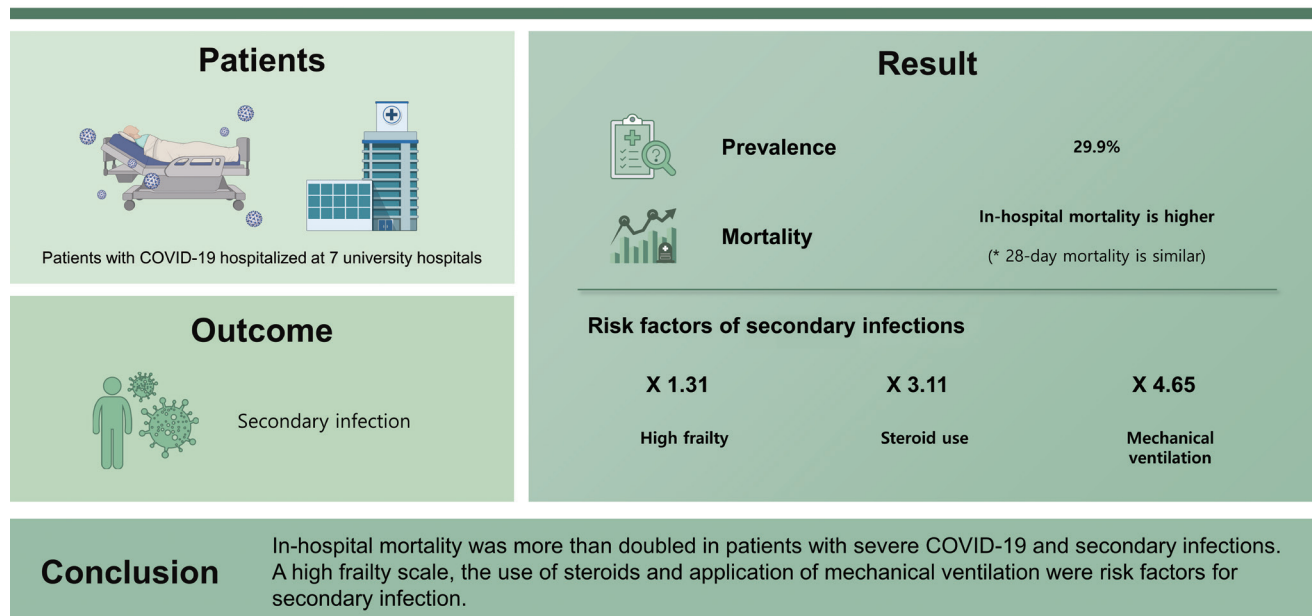 Patients
Patients with COVID-19 hospitalized at 7 university hospitals
Outcome
Secondary infection
Result
Prevalence
29.9%
Mortality
In-hospital mortality is higher
(* 28-day mortality is similar)
Risk factors of secondary infections
X 1.31
High frailty
X 3.11
Steroid use
X 4.65
Mechanical
ventilation
Conclusion
In-hospital mortality was more than doubled in patients with severe COVID-19 and secondary infections.
A high frailty scale, the use of steroids and application of mechanical ventilation were risk factors for
secondary infection.